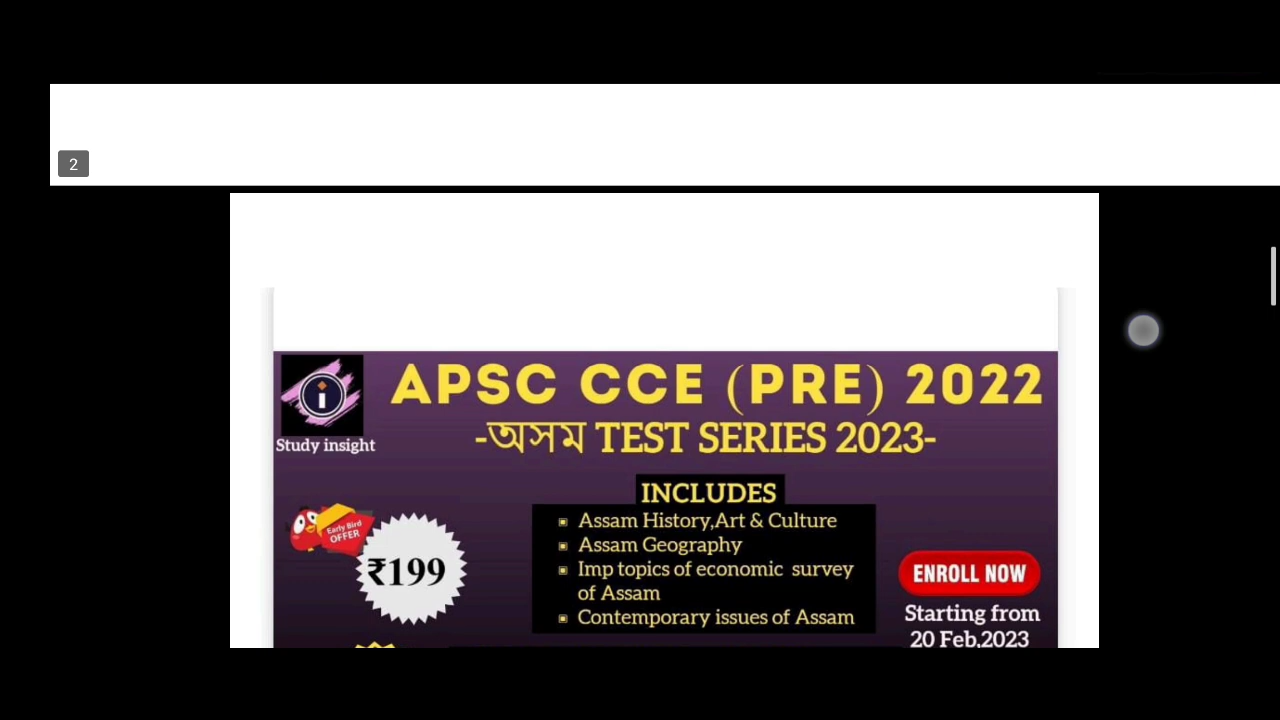 2
APSC CCE (PRE) 2022
-অসম TEST SERIES 2023-
Study insight
INCLUDES
Assam History,Art & Culture
Assam Geography
Imp topics of economic survey
of Assam
Contemporary issues of Assam
Early Bird
OFFER
₹199
ENROLL NOW
Starting from
20 Feb,2023